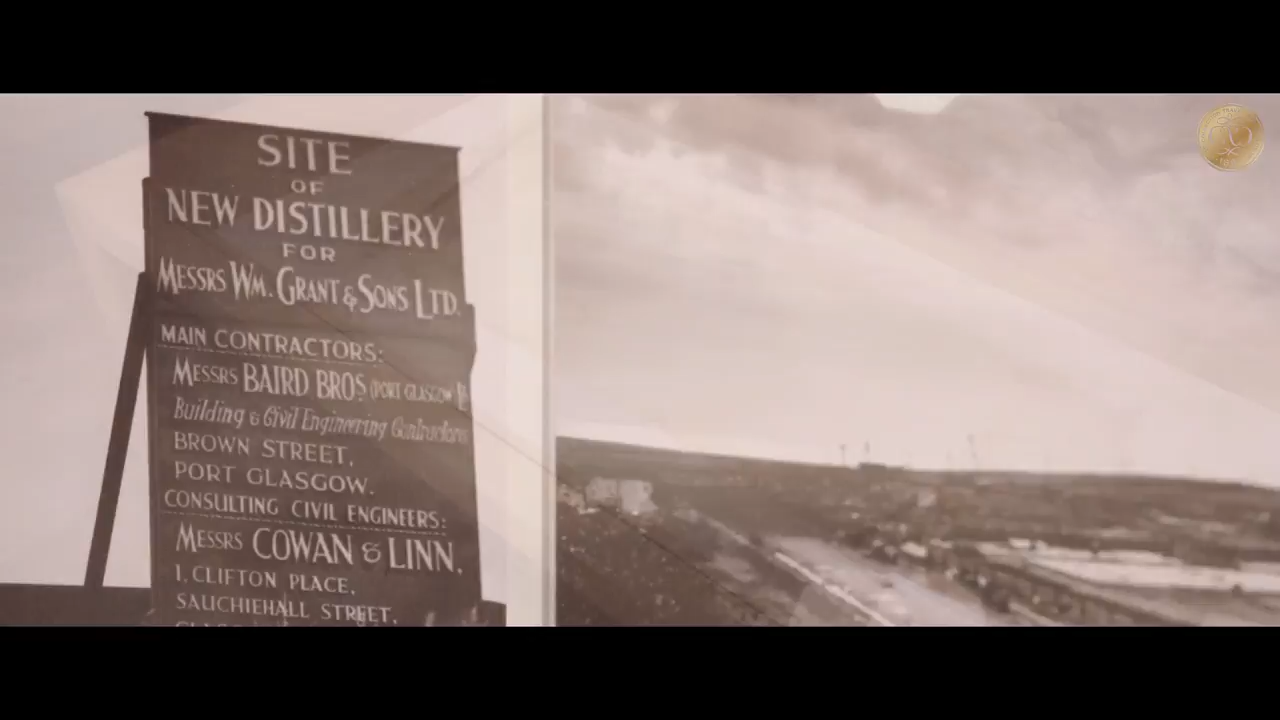 SITE
OF
NEW DISTILLERY
FOR
MESSRS WM. GRANT & SONS LTD.
MAIN CONTRACTORS:
MESSRS BAIRD BROS (PORT GLASGOW)
Building & Civil Engineering Contractors
BROWN STREET,
PORT GLASGOW.
CONSULTING CIVIL ENGINEERS:
MESSRS COWAN & LINN,
1, CLIFTON PLACE,
SAUCHIEHALL STREET,